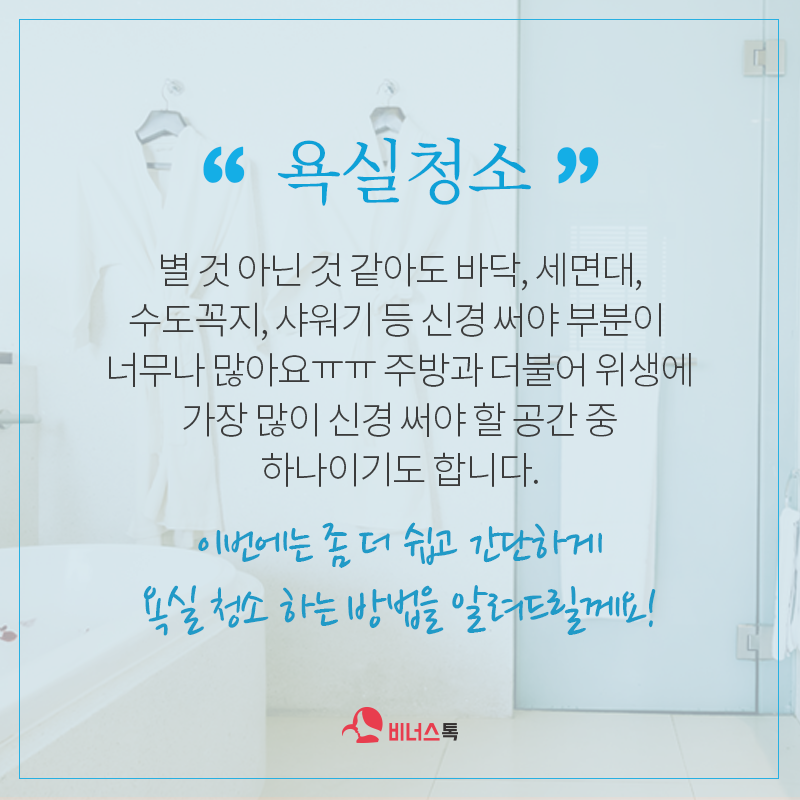 “ 욕실청소 ”
별 것 아닌 것 같아도 바닥, 세면대,
수도꼭지, 샤워기 등 신경 써야 부분이
너무나 많아요ㅠㅠ 주방과 더불어 위생에
가장 많이 신경 써야 할 공간 중
하나이기도 합니다.
이번에는 좀 더 쉽고 간단하게
욕실 청소 하는 방법을 알려드릴께요!
비너스톡